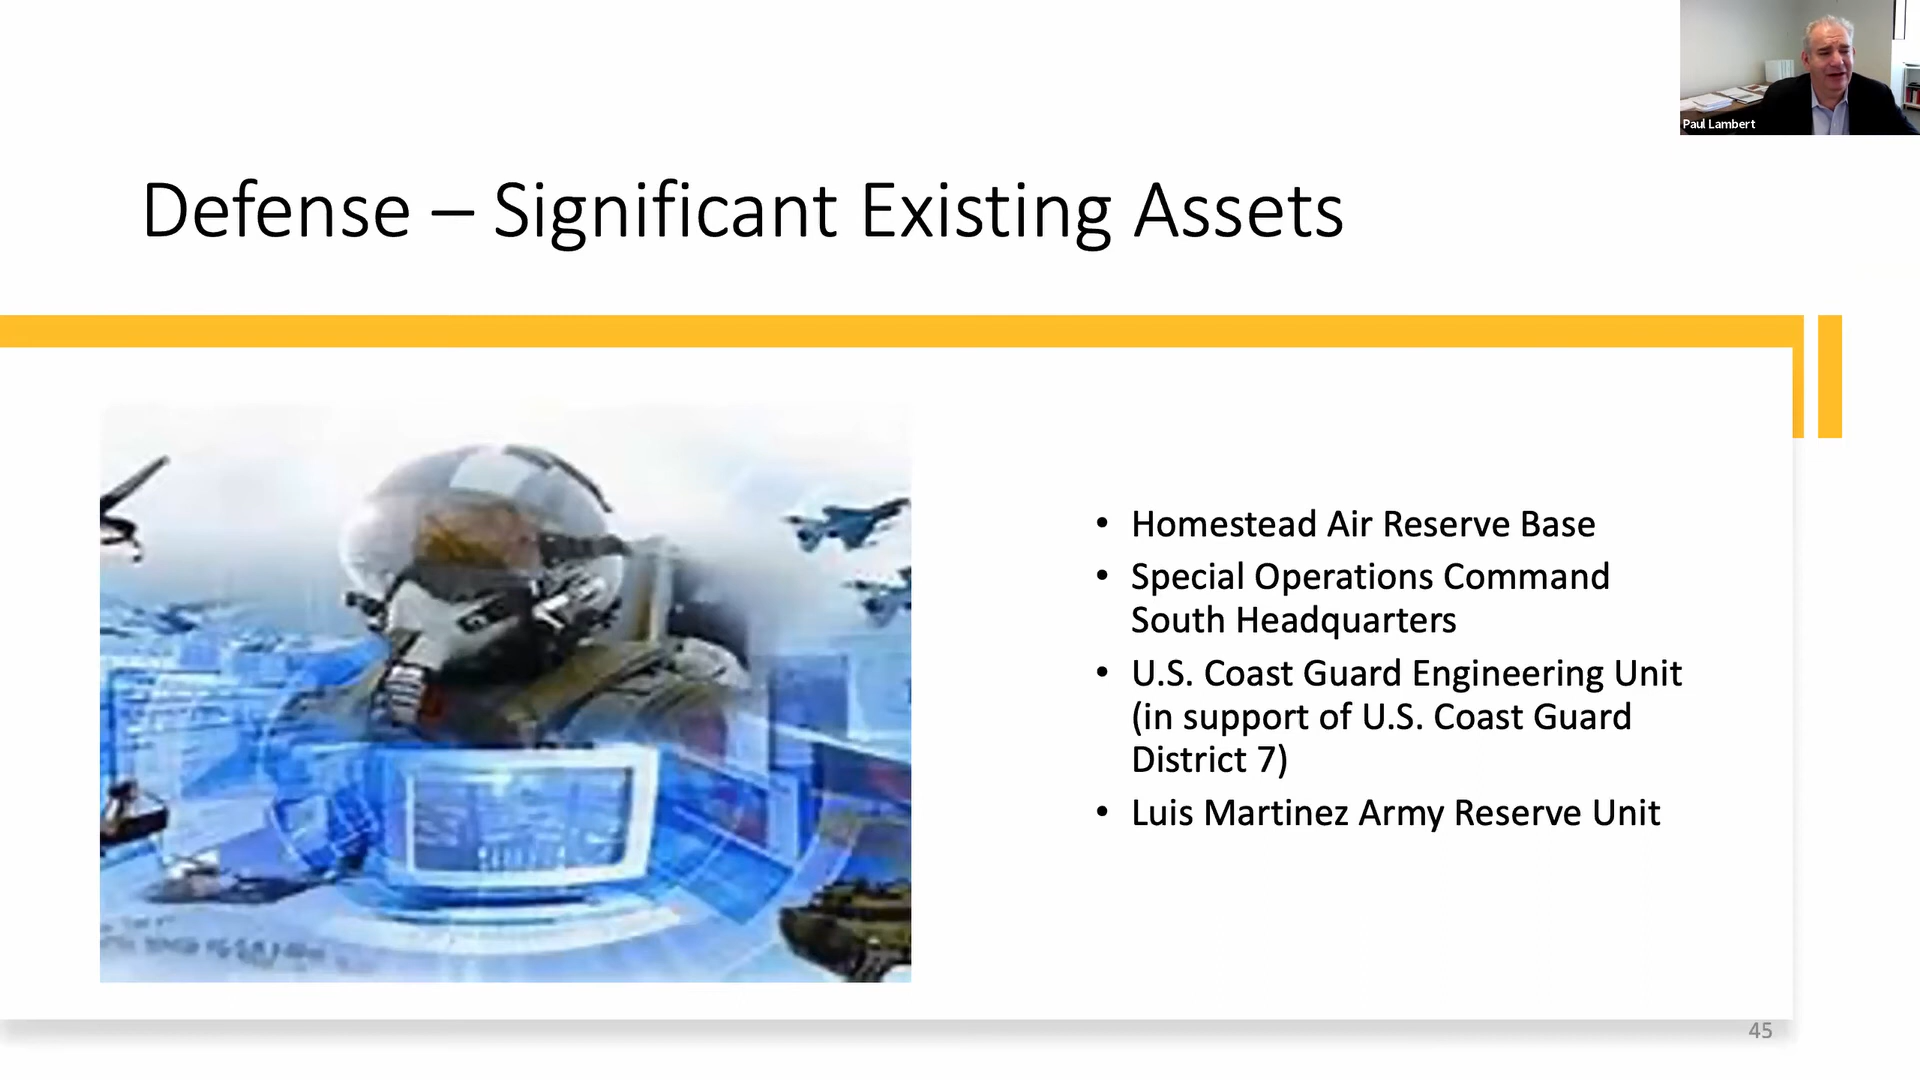 Paul Lambert
Defense – Significant Existing Assets
• Homestead Air Reserve Base
• Special Operations Command
South Headquarters
• U.S. Coast Guard Engineering Unit
(in support of U.S. Coast Guard
District 7)
• Luis Martinez Army Reserve Unit
45